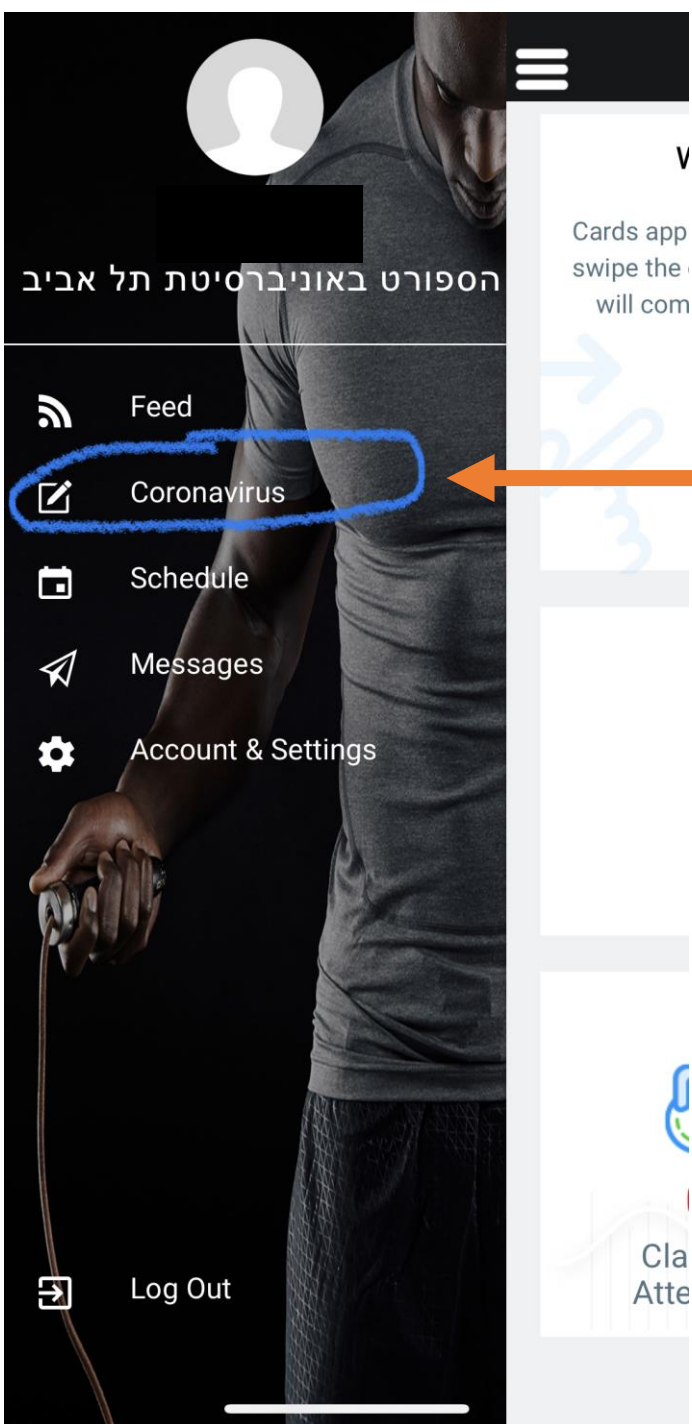 הספורט באוניברסיטת תל אביב
Feed
Coronavirus
Schedule
Messages
Account & Settings
Log Out
Cards app
swipe the
will com
Cla
Atte